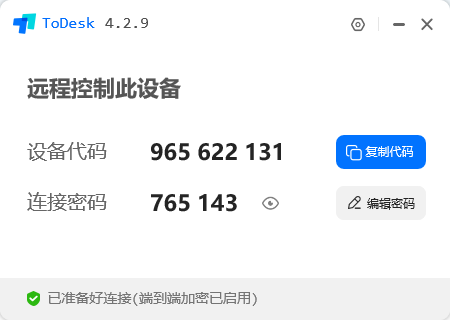 ToDesk 4.2.9
远程控制此设备
设备代码 965 622 131 复制代码
连接密码 765 143 编辑密码
已准备好连接(端到端加密已启用)